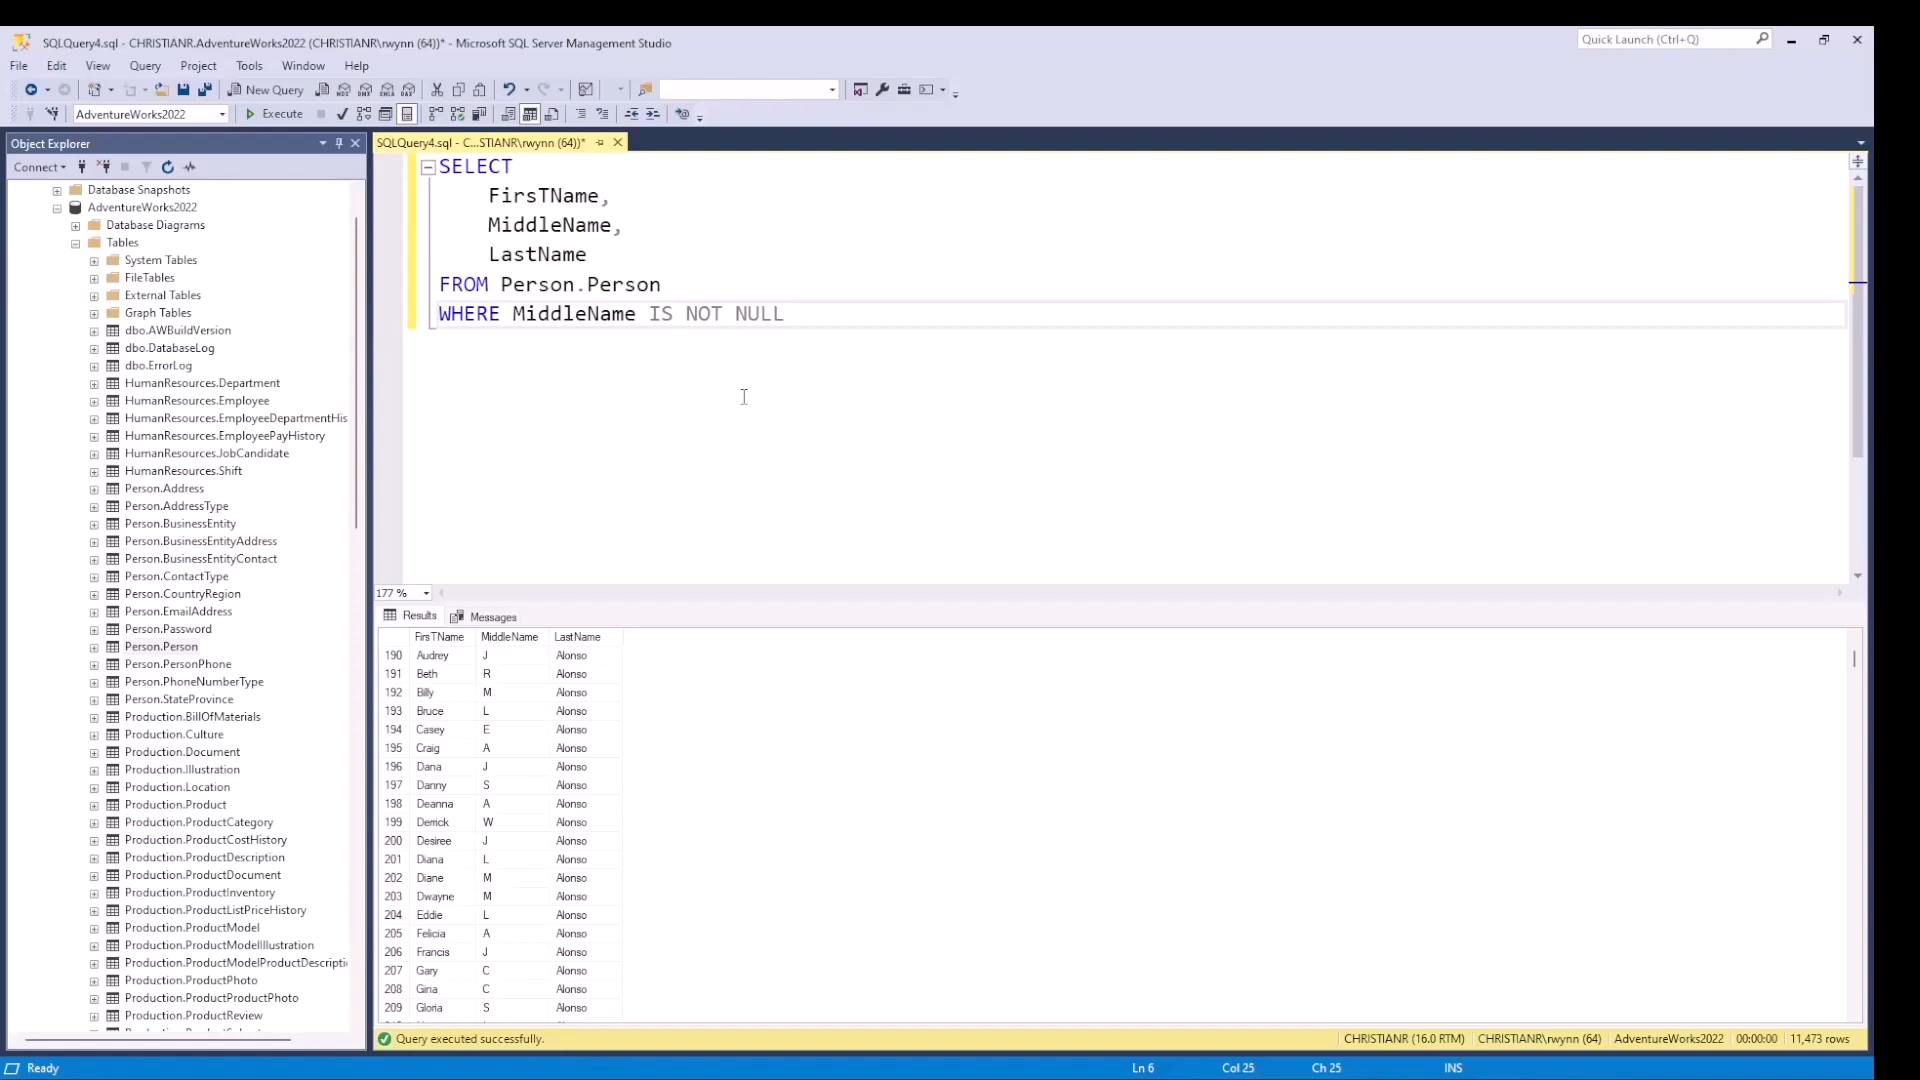 SQLQuery4.sql - CHRISTIANR.AdventureWorks2022 (CHRISTIANR\rwynn (64))* - Microsoft SQL Server Management Studio
Quick Launch (Ctrl+Q)
File Edit View Query Project Tools Window Help
New Query
AdventureWorks2022
Execute
Object Explorer
Connect
Database Snapshots
AdventureWorks2022
Database Diagrams
Tables
System Tables
FileTables
External Tables
Graph Tables
dbo.AWBuildVersion
dbo.DatabaseLog
dbo.ErrorLog
HumanResources.Department
HumanResources.Employee
HumanResources.EmployeeDepartmentHis
HumanResources.EmployeePayHistory
HumanResources.JobCandidate
HumanResources.Shift
Person.Address
Person.AddressType
Person.BusinessEntity
Person.BusinessEntityAddress
Person.BusinessEntityContact
Person.ContactType
Person.CountryRegion
Person.EmailAddress
Person.Password
Person.Person
Person.PersonPhone
Person.PhoneNumberType
Person.StateProvince
Production.BillOfMaterials
Production.Culture
Production.Document
Production.Illustration
Production.Location
Production.Product
Production.ProductCategory
Production.ProductCostHistory
Production.ProductDescription
Production.ProductDocument
Production.ProductInventory
Production.ProductListPriceHistory
Production.ProductModel
Production.ProductModelIllustration
Production.ProductModelProductDescripti
Production.ProductPhoto
Production.ProductProductPhoto
Production.ProductReview
SQLQuery4.sql - C...STIANR\rwynn (64))*
SELECT
FirsTName,
MiddleName,
LastName
FROM Person.Person
WHERE MiddleName IS NOT NULL
177 %
Results Messages
FirsTName MiddleName LastName
190 Audrey J Alonso
191 Beth R Alonso
192 Billy M Alonso
193 Bruce L Alonso
194 Casey E Alonso
195 Craig A Alonso
196 Dana J Alonso
197 Danny S Alonso
198 Deanna A Alonso
199 Derrick W Alonso
200 Desiree J Alonso
201 Diana L Alonso
202 Diane M Alonso
203 Dwayne M Alonso
204 Eddie L Alonso
205 Felicia A Alonso
206 Francis J Alonso
207 Gary C Alonso
208 Gina C Alonso
209 Gloria S Alonso
Query executed successfully.
CHRISTIANR (16.0 RTM) CHRISTIANR\rwynn (64) AdventureWorks2022 00:00:00 11,473 rows
Ready
Ln 6 Col 25 Ch 25 INS